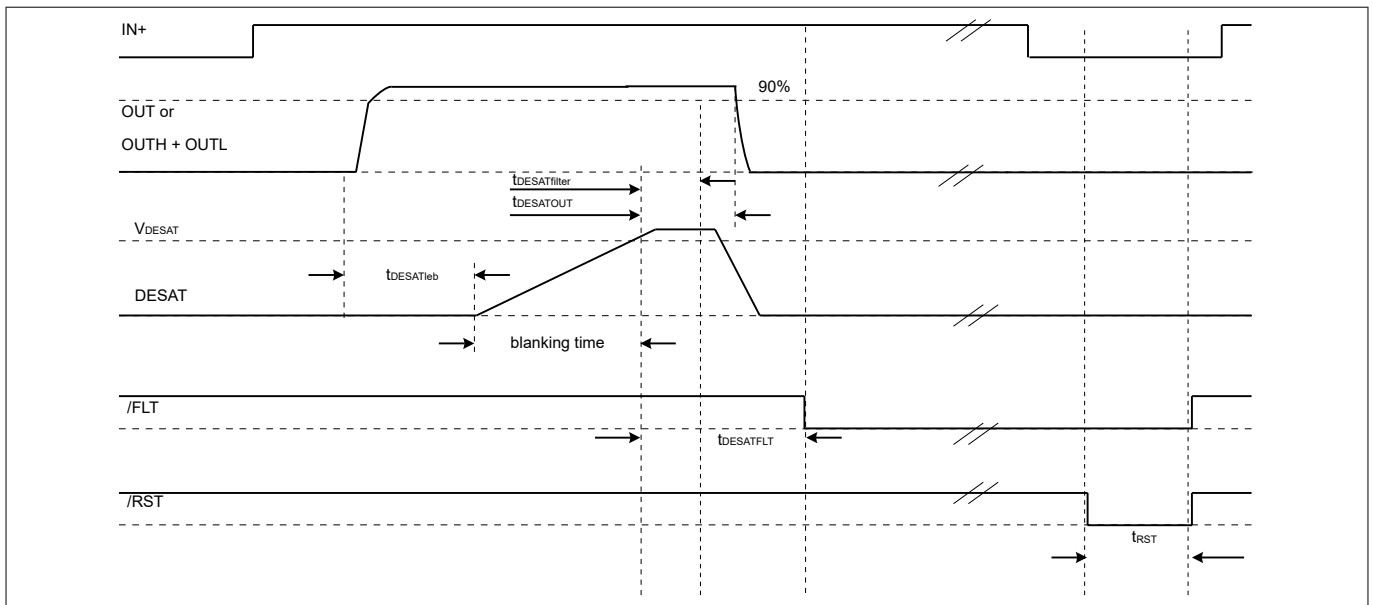 IN+
90%
OUT or
OUTH + OUTL
tDESATfilter
tDESATOUT
VDESAT
tDESATleb
DESAT
blanking time
/FLT
tDESATFLT
/RST
tRST